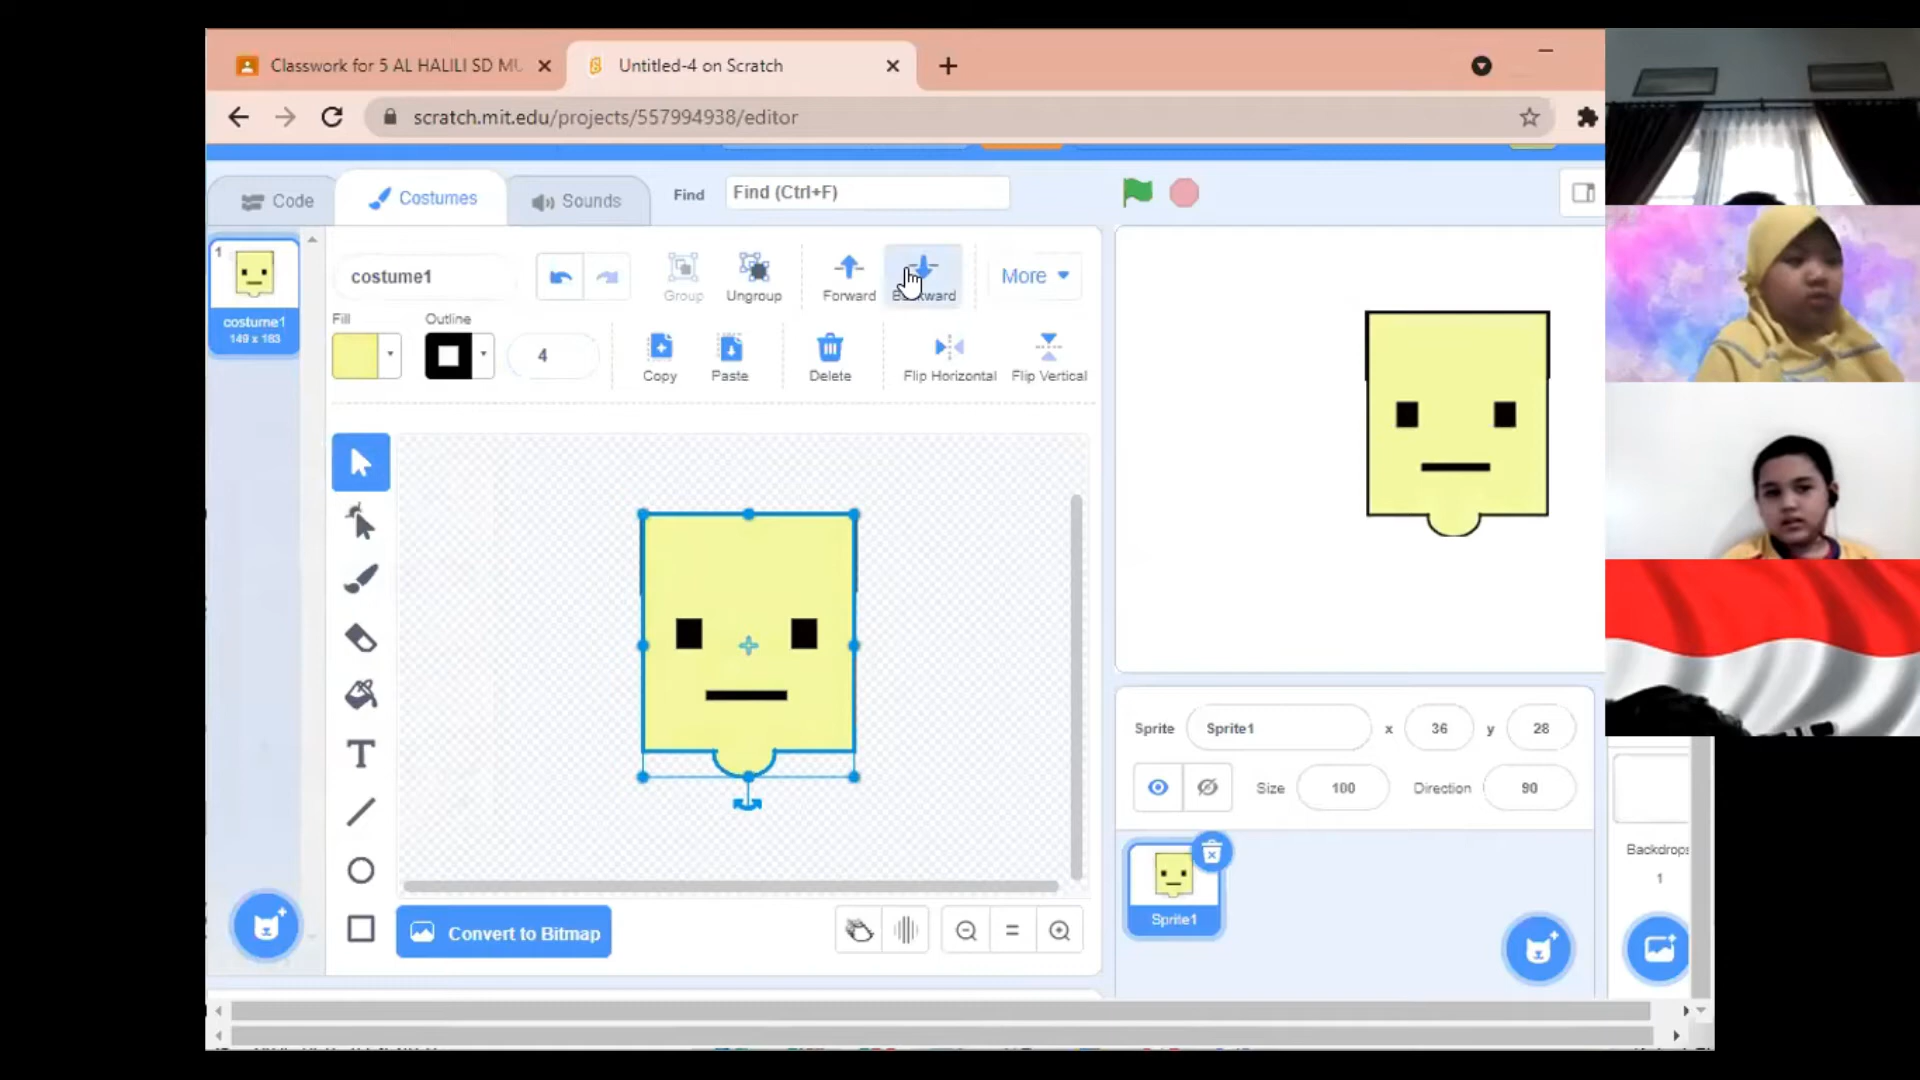 Classwork for 5 AL HALILI SD MU
Untitled-4 on Scratch
scratch.mit.edu/projects/557994938/editor
Code
Costumes
Sounds
Find
Find (Ctrl+F)
1
costume1
149 x 183
costume1
Group
Ungroup
Forward
Backward
More
Fill
Outline
4
Copy
Paste
Delete
Flip Horizontal
Flip Vertical
T
Convert to Bitmap
Sprite
Sprite1
x
36
y
28
Size
100
Direction
90
Sprite1
Backdrops
1